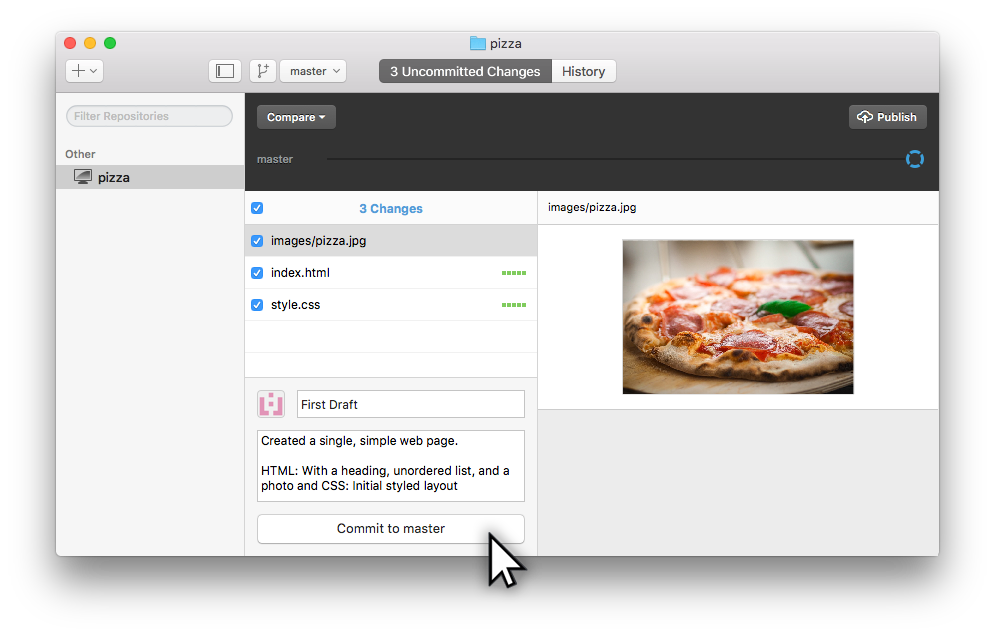 pizza
master
3 Uncommitted Changes
History
Filter Repositories
Compare
Publish
Other
master
pizza
3 Changes
images/pizza.jpg
images/pizza.jpg
index.html
style.css
First Draft
Created a single, simple web page.
HTML: With a heading, unordered list, and a
photo and CSS: Initial styled layout
Commit to master